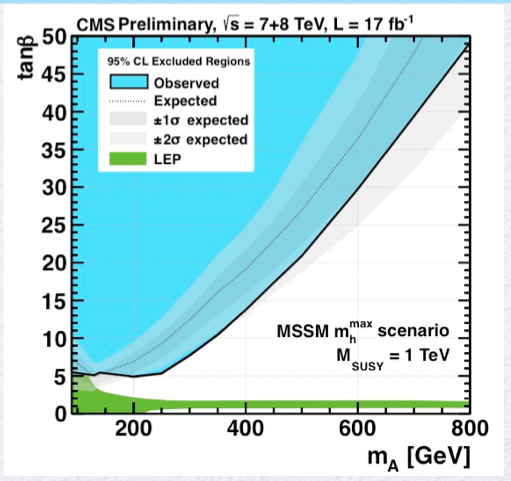 CMS Preliminary, √s = 7+8 TeV, L = 17 fb⁻¹
tanβ
50
45
40
35
30
25
20
15
10
5
0
95% CL Excluded Regions
Observed
Expected
±1σ expected
±2σ expected
LEP
MSSM m_h^max scenario
M_SUSY = 1 TeV
200 400 600 800
m_A [GeV]